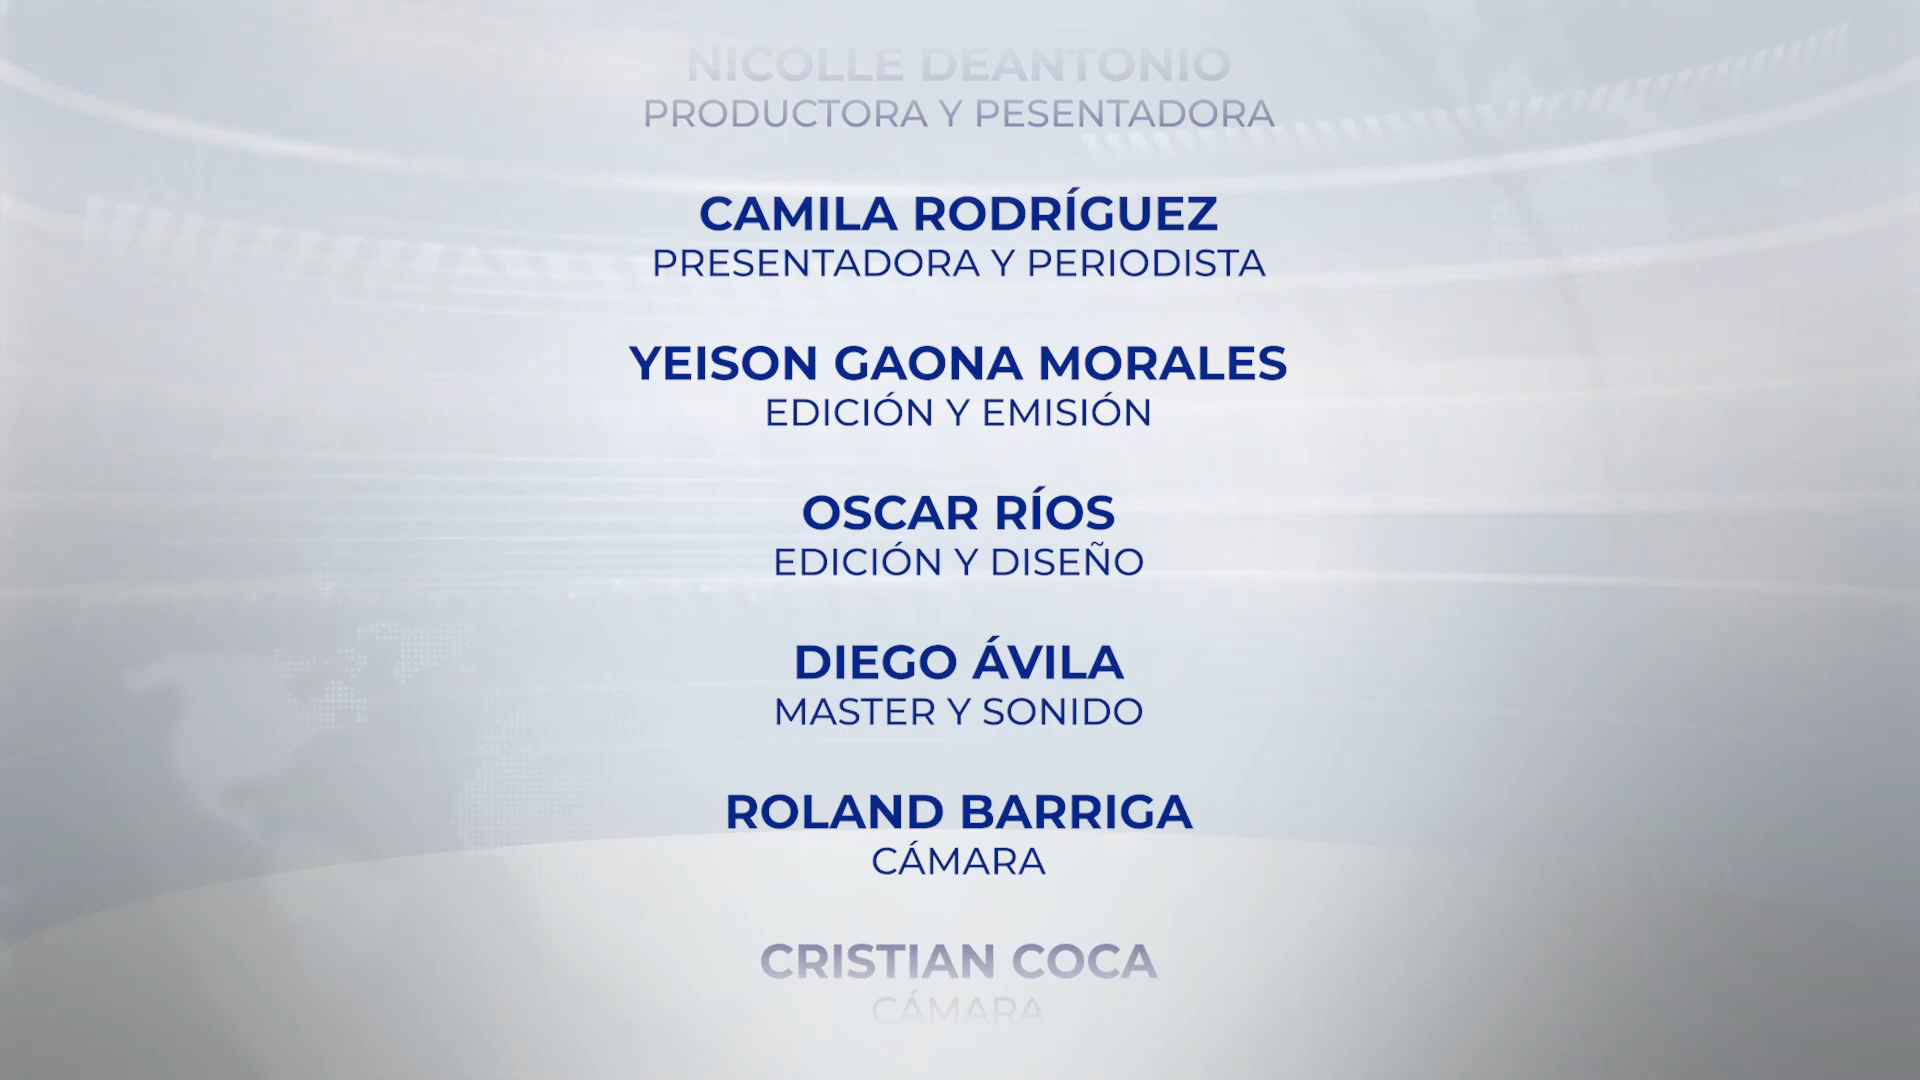 NICOLLE DEANTONIO
PRODUCTORA Y PESENTADORA
CAMILA RODRÍGUEZ
PRESENTADORA Y PERIODISTA
YEISON GAONA MORALES
EDICIÓN Y EMISIÓN
OSCAR RÍOS
EDICIÓN Y DISEÑO
DIEGO ÁVILA
MASTER Y SONIDO
ROLAND BARRIGA
CÁMARA
CRISTIAN COCA
CÁMARA